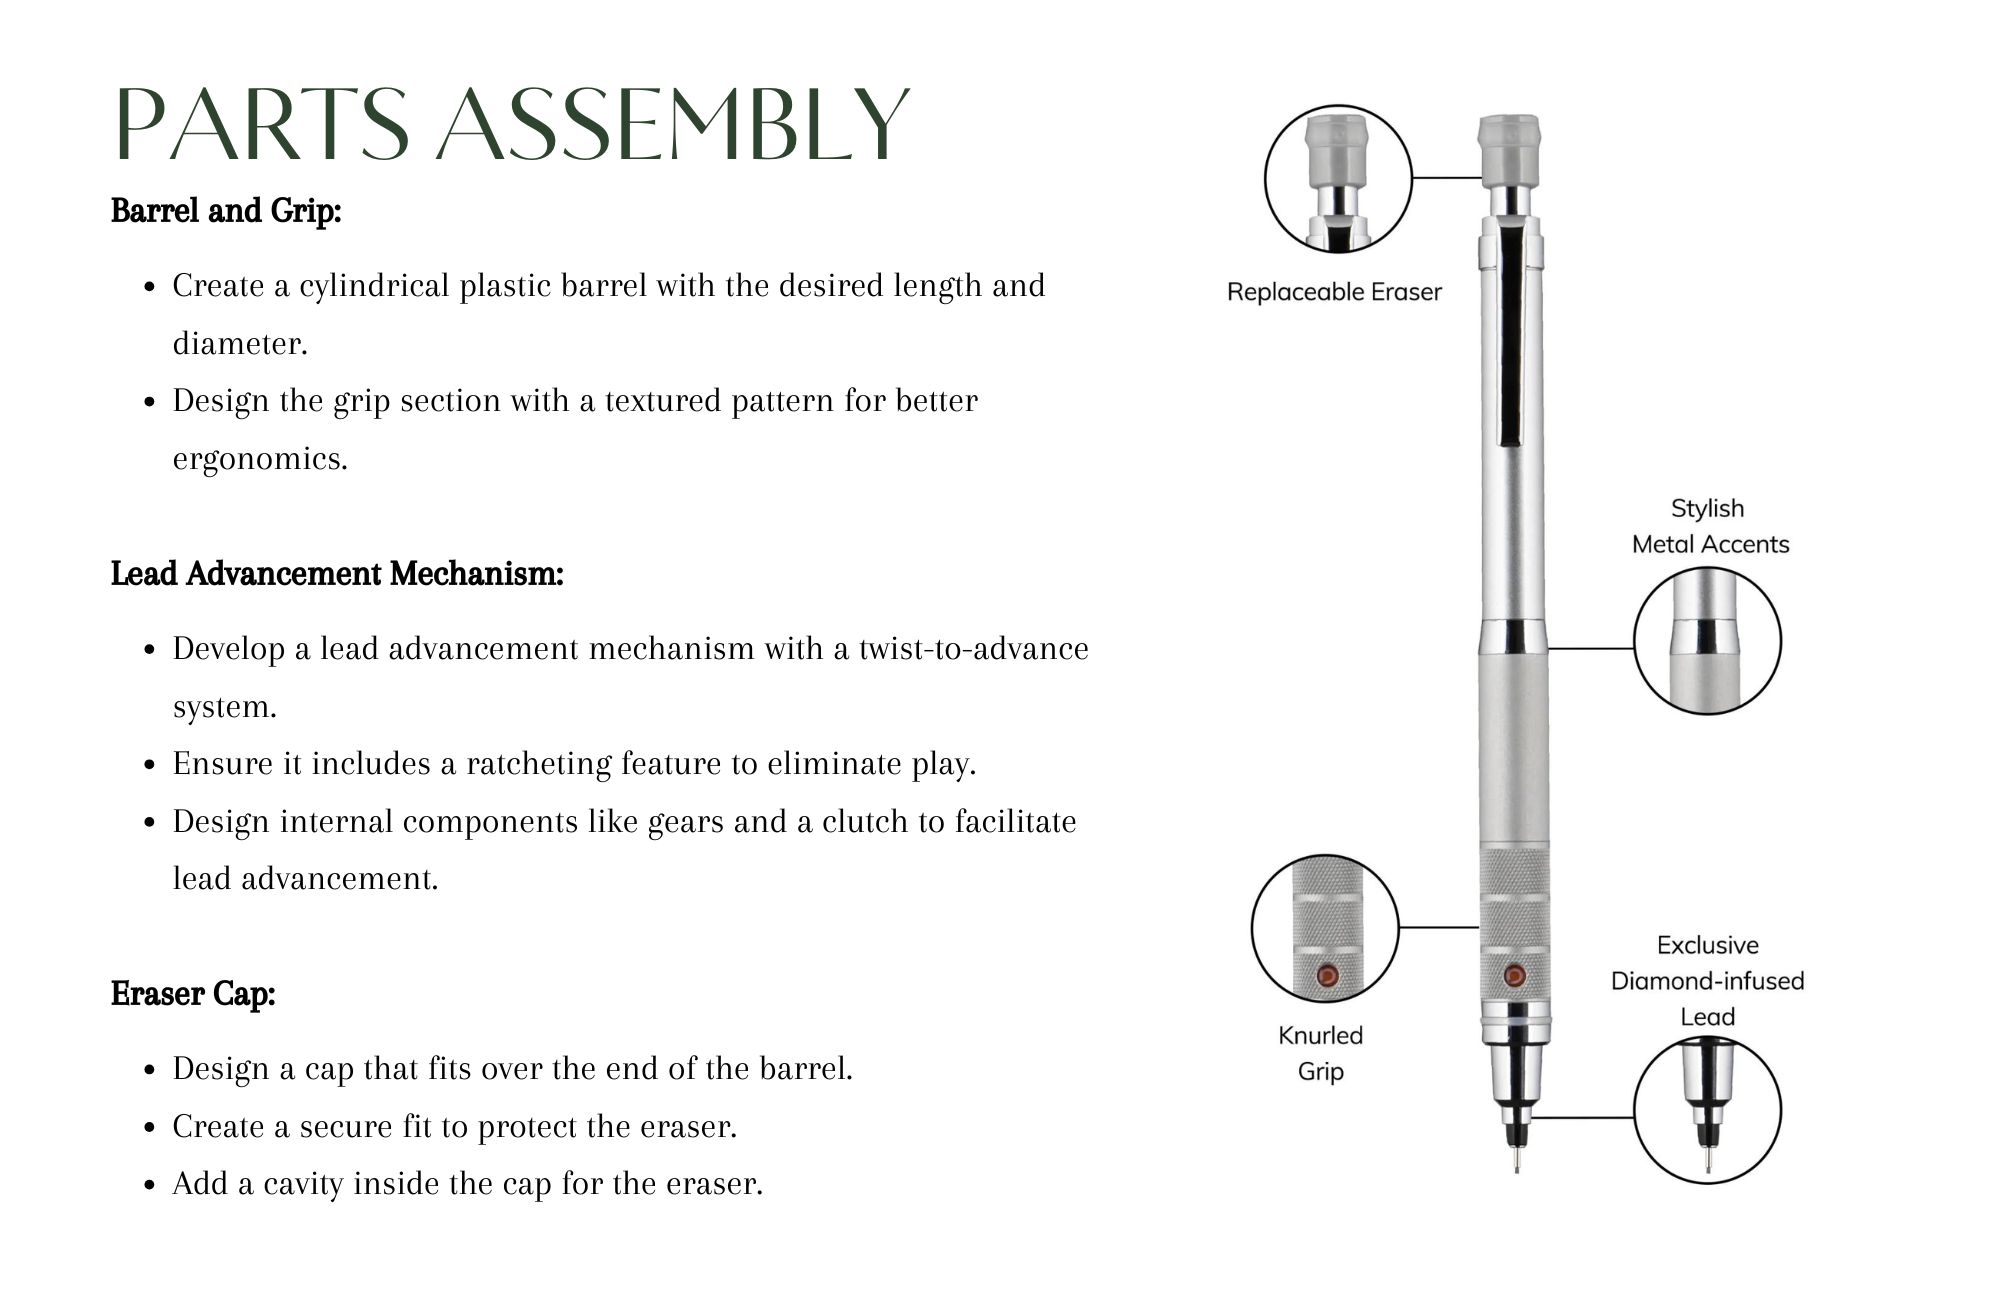 PARTS ASSEMBLY
Barrel and Grip:
• Create a cylindrical plastic barrel with the desired length and
diameter.
• Design the grip section with a textured pattern for better
ergonomics.
Lead Advancement Mechanism:
• Develop a lead advancement mechanism with a twist-to-advance
system.
• Ensure it includes a ratcheting feature to eliminate play.
• Design internal components like gears and a clutch to facilitate
lead advancement.
Eraser Cap:
• Design a cap that fits over the end of the barrel.
• Create a secure fit to protect the eraser.
• Add a cavity inside the cap for the eraser.
Replaceable Eraser
Stylish
Metal Accents
Knurled
Grip
Exclusive
Diamond-infused
Lead